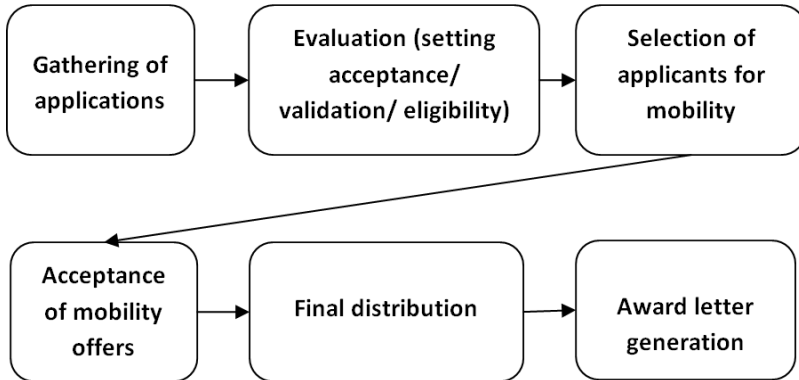 Gathering of
applications
Evaluation (setting
acceptance/
validation/ eligibility)
Selection of
applicants for
mobility
Acceptance
of mobility
offers
Final distribution
Award letter
generation